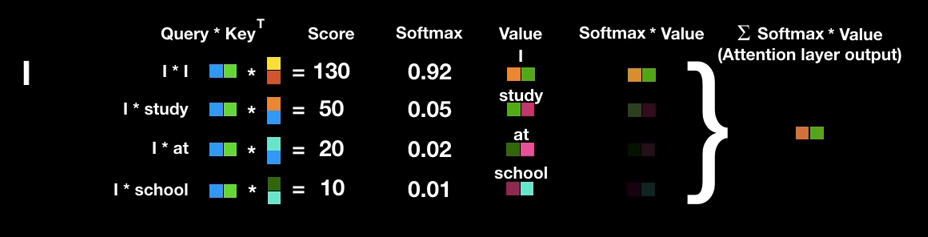 Query * Key^T Score Softmax Value Softmax * Value Σ Softmax * Value
(Attention layer output)
I
I * I * = 130 0.92 I
I * study * = 50 0.05 study
I * at * = 20 0.02 at
I * school * = 10 0.01 school
}